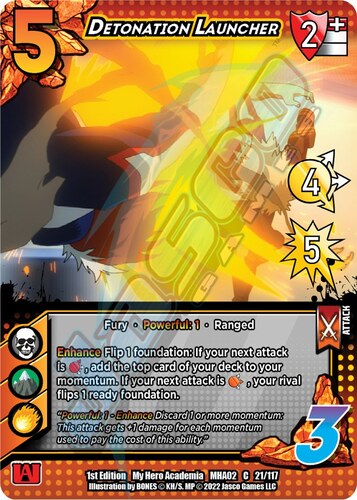 5
DETONATION LAUNCHER
2
+
4
5
ATTACK
Fury · Powerful: 1 · Ranged
Enhance Flip 1 foundation: If your next attack
is , add the top card of your deck to your
momentum. If your next attack is , your rival
flips 1 ready foundation.
"Powerful: 1 - Enhance Discard 1 or more momentum:
This attack gets +1 damage for each momentum
used to pay the cost of this ability."
3
1st Edition My Hero Academia MHA02 C 21/117
Illustration by BONES © KH/S, MP © 2022 Jasco Games LLC